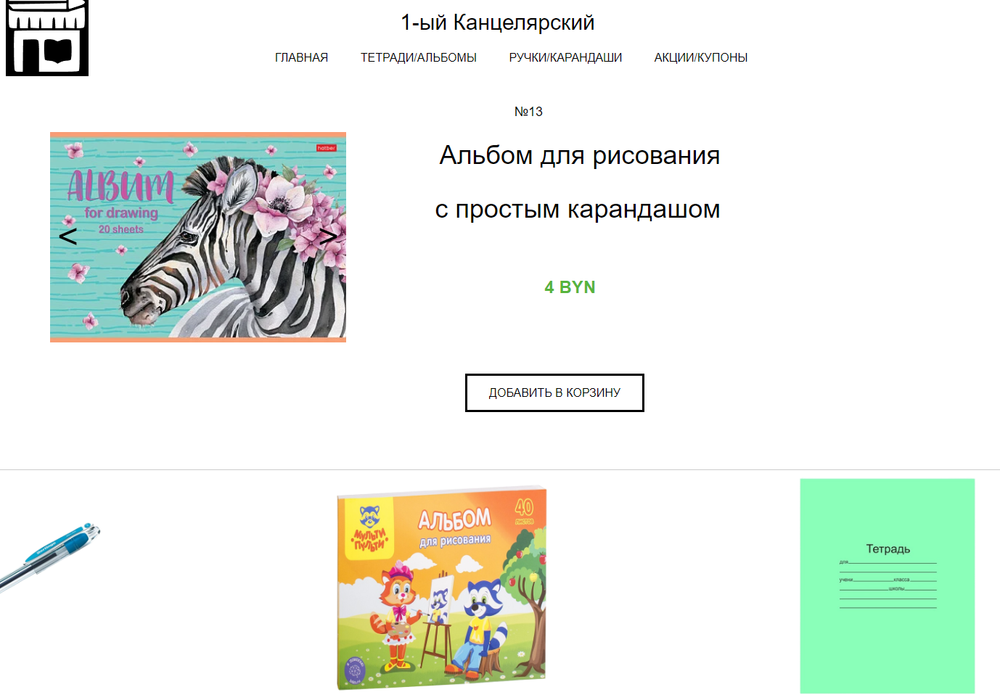 1-ый Канцелярский
ГЛАВНАЯ ТЕТРАДИ/АЛЬБОМЫ РУЧКИ/КАРАНДАШИ АКЦИИ/КУПОНЫ
№13
hatber
ALBUM
for drawing
20 sheets
< >
Альбом для рисования
с простым карандашом
4 BYN
ДОБАВИТЬ В КОРЗИНУ
МУЛЬТИ
ПУЛЬТИ
АЛЬБОМ
для рисования
40
листов
Тетрадь
для
учени класса
школы